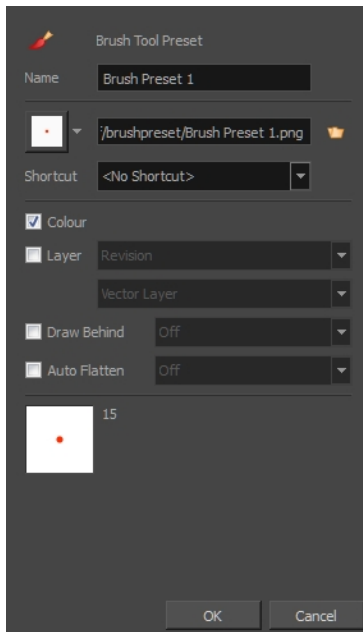 Brush Tool Preset
Name Brush Preset 1
/brushpreset/Brush Preset 1.png
Shortcut <No Shortcut>
Colour
Layer Revision
Vector Layer
Draw Behind Off
Auto Flatten Off
15
OK Cancel